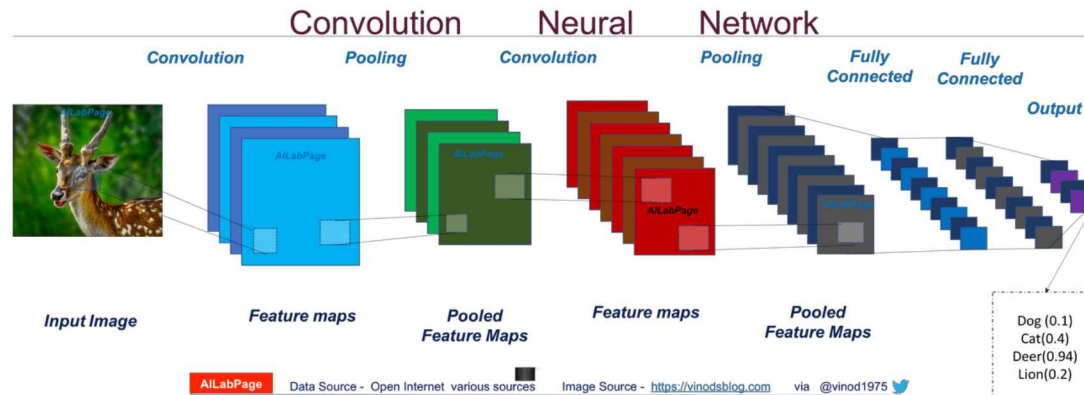 Convolution Neural Network
Convolution Pooling Convolution Pooling Fully Connected Fully Connected
Output
AILabPage
AILabPage
AILabPage
AILabPage
AILabPage
Input Image Feature maps Pooled Feature Maps Feature maps Pooled Feature Maps
Dog (0.1)
Cat(0.4)
Deer(0.94)
Lion(0.2)
AILabPage Data Source - Open Internet various sources Image Source - https://vinodsblog.com via @vinod1975